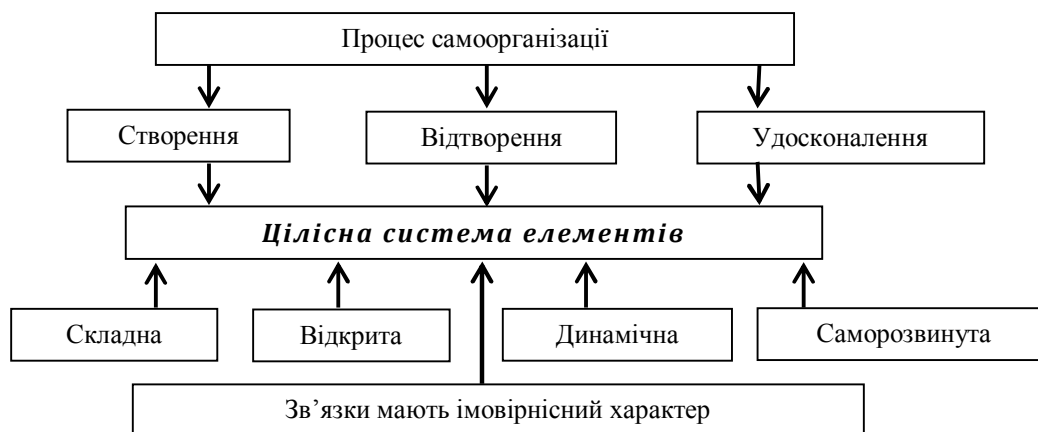 Процес самоорганізації
Створення
Відтворення
Удосконалення
Цілісна система елементів
Складна
Відкрита
Динамічна
Саморозвинута
Зв’язки мають імовірнісний характер